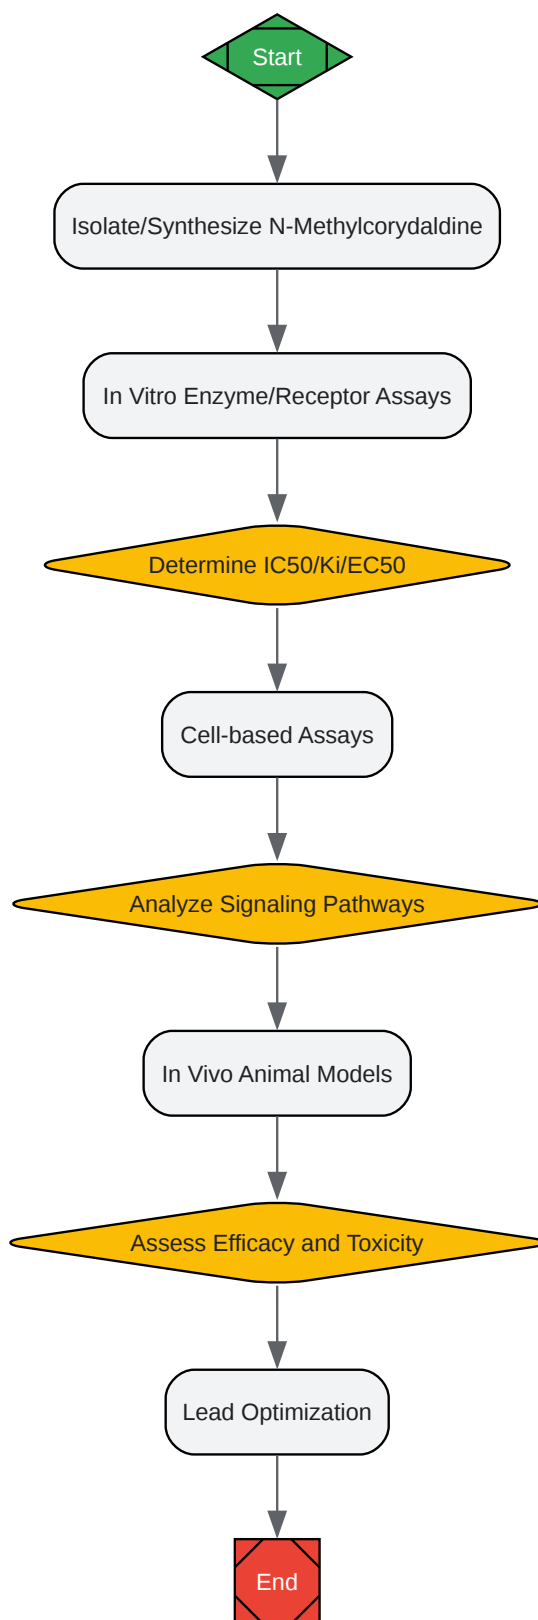 Start
Isolate/Synthesize N-Methylcorydaldine
In Vitro Enzyme/Receptor Assays
Determine IC50/Ki/EC50
Cell-based Assays
Analyze Signaling Pathways
In Vivo Animal Models
Assess Efficacy and Toxicity
Lead Optimization
End